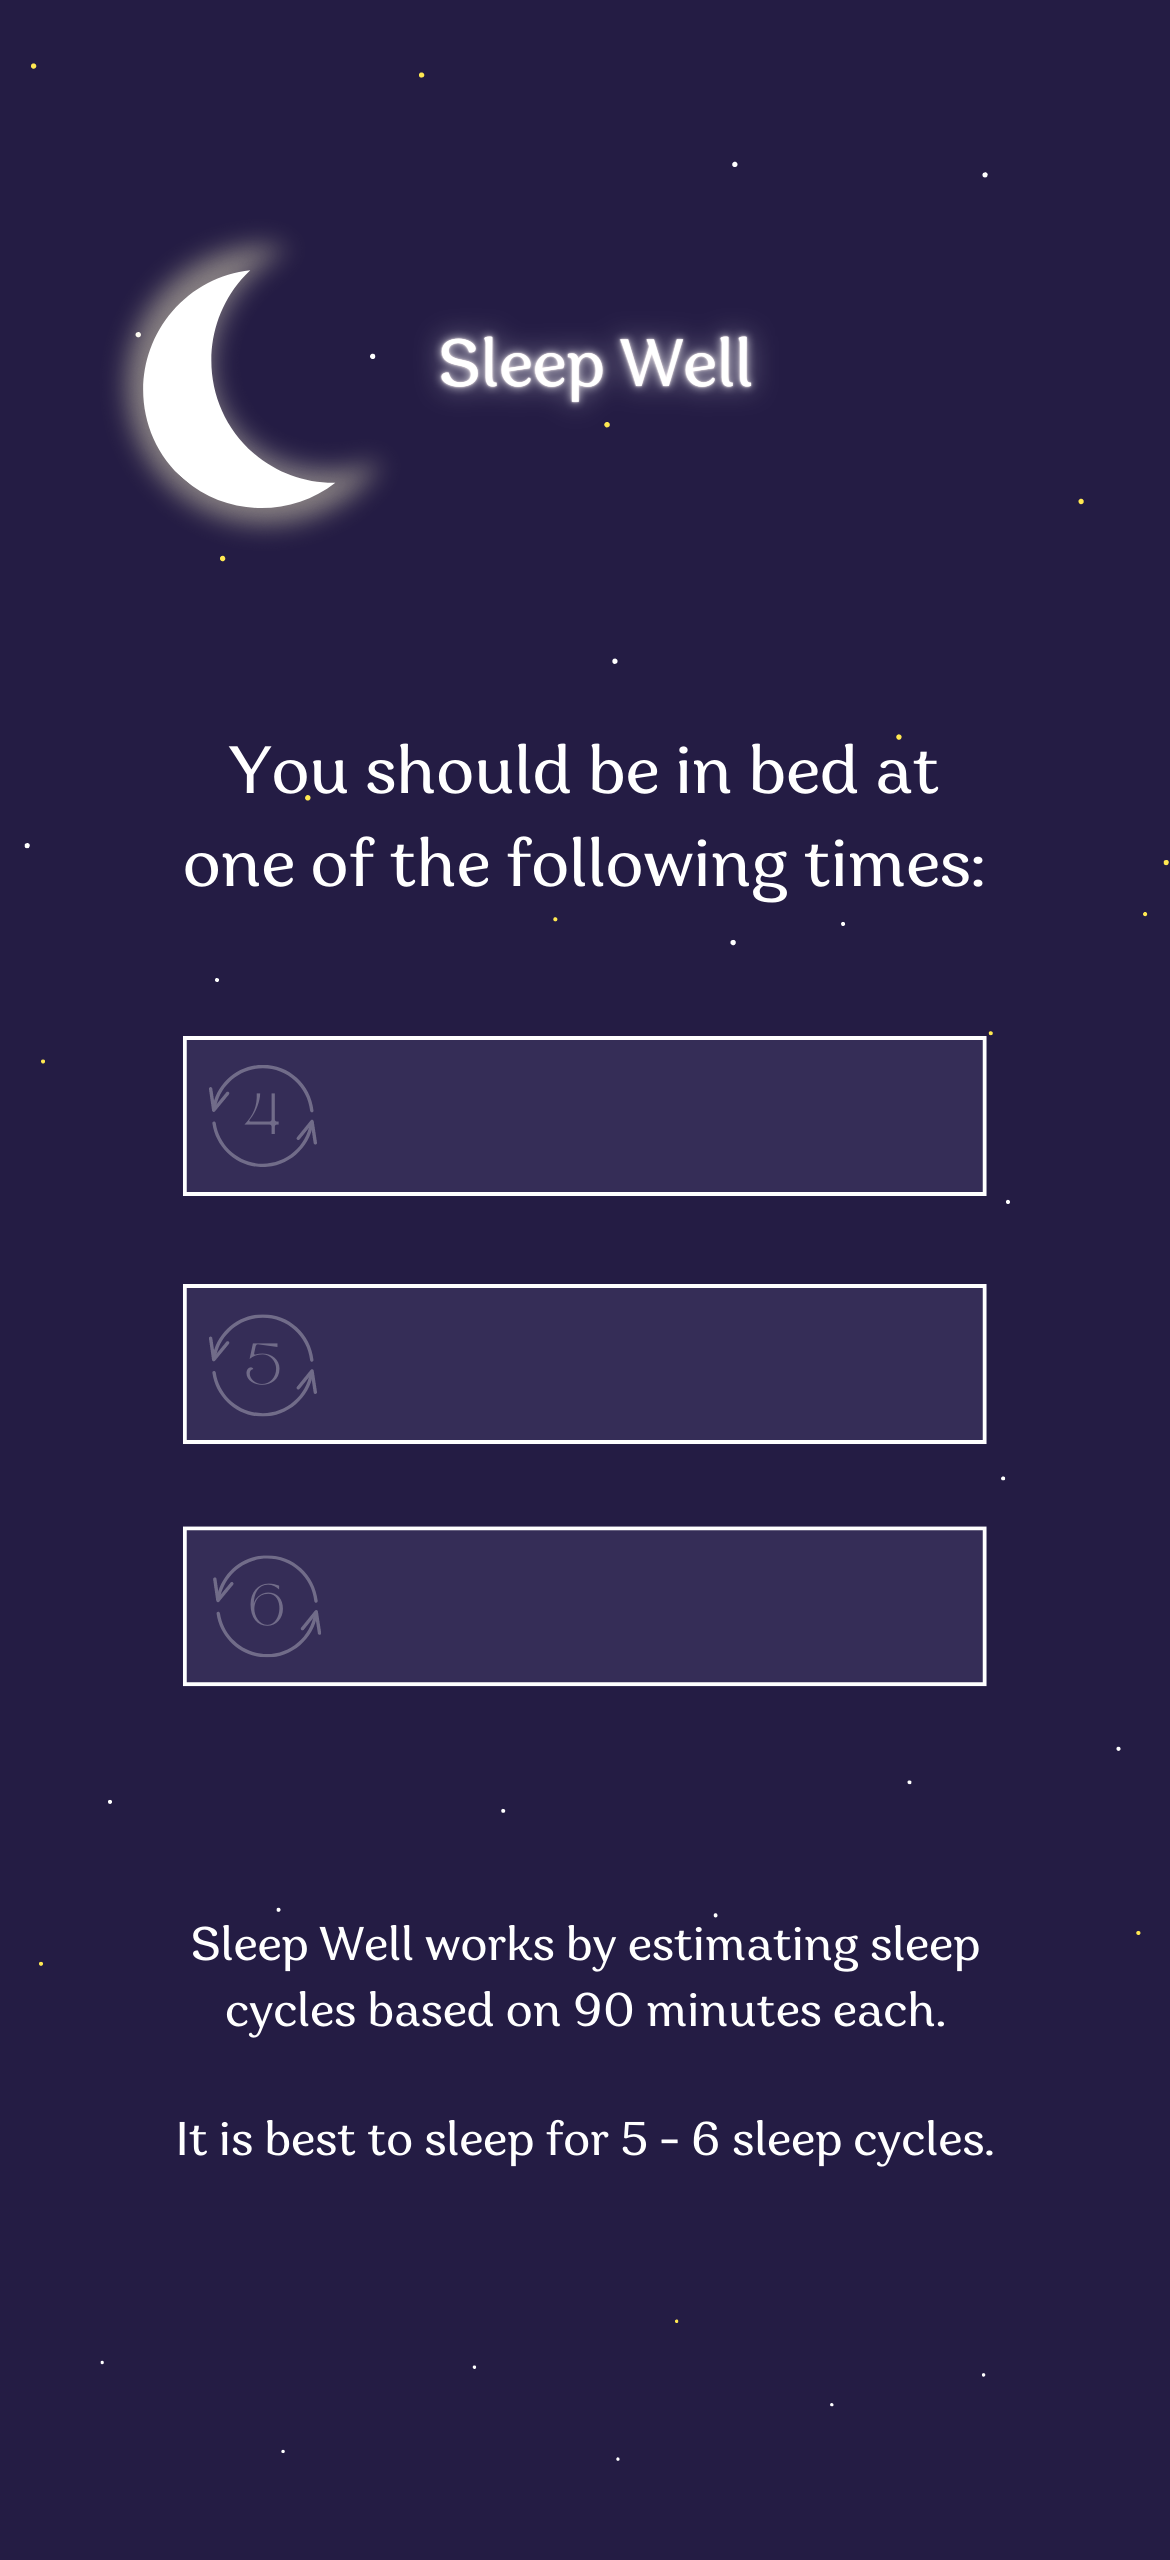 Sleep Well
You should be in bed at
one of the following times:
4
5
6
Sleep Well works by estimating sleep
cycles based on 90 minutes each.
It is best to sleep for 5 - 6 sleep cycles.